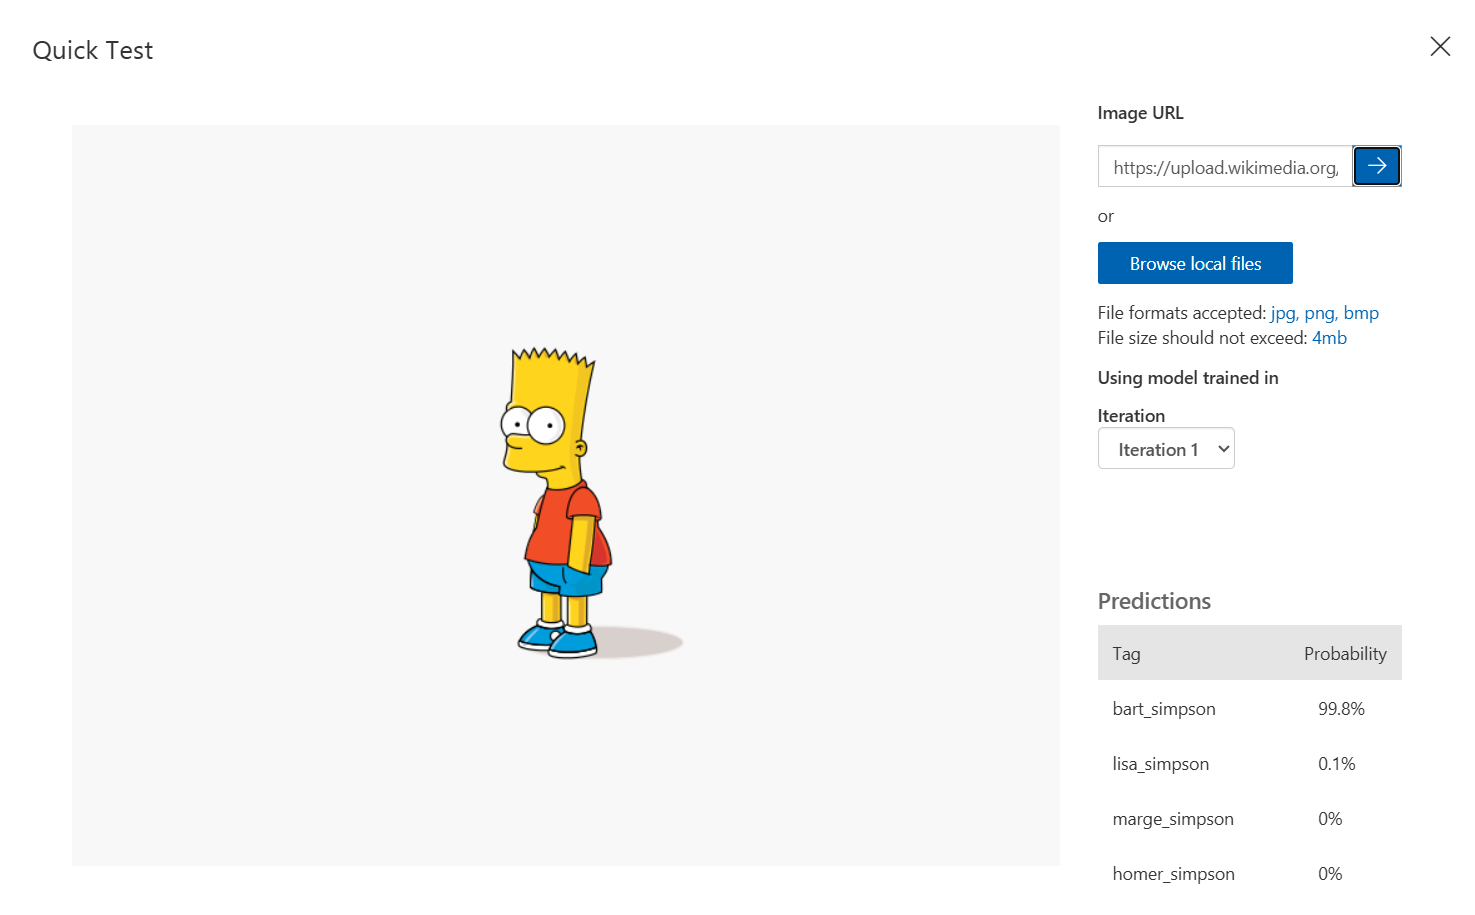 Quick Test
Image URL
https://upload.wikimedia.org,
or
Browse local files
File formats accepted: jpg, png, bmp
File size should not exceed: 4mb
Using model trained in
Iteration
Iteration 1
Predictions
Tag Probability
bart_simpson 99.8%
lisa_simpson 0.1%
marge_simpson 0%
homer_simpson 0%